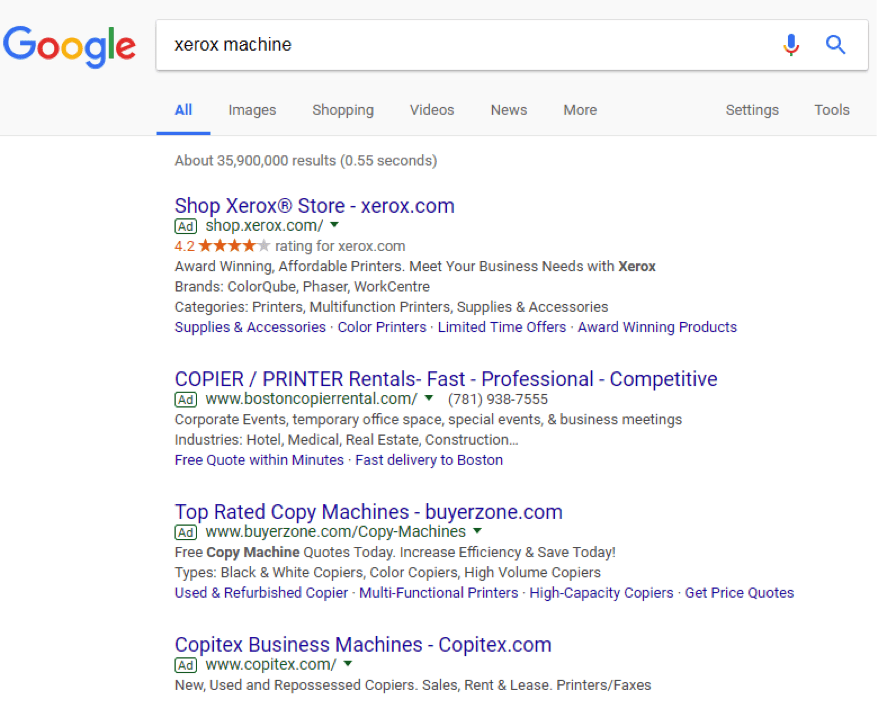 Google
xerox machine
All Images Shopping Videos News More Settings Tools
About 35,900,000 results (0.55 seconds)
Shop Xerox® Store - xerox.com
Ad shop.xerox.com/
4.2 ★★★★★ rating for xerox.com
Award Winning, Affordable Printers. Meet Your Business Needs with Xerox
Brands: ColorQube, Phaser, WorkCentre
Categories: Printers, Multifunction Printers, Supplies & Accessories
Supplies & Accessories · Color Printers · Limited Time Offers · Award Winning Products
COPIER / PRINTER Rentals- Fast - Professional - Competitive
Ad www.bostoncopierrental.com/ (781) 938-7555
Corporate Events, temporary office space, special events, & business meetings
Industries: Hotel, Medical, Real Estate, Construction...
Free Quote within Minutes · Fast delivery to Boston
Top Rated Copy Machines - buyerzone.com
Ad www.buyerzone.com/Copy-Machines
Free Copy Machine Quotes Today. Increase Efficiency & Save Today!
Types: Black & White Copiers, Color Copiers, High Volume Copiers
Used & Refurbished Copier · Multi-Functional Printers · High-Capacity Copiers · Get Price Quotes
Copitex Business Machines - Copitex.com
Ad www.copitex.com/
New, Used and Repossessed Copiers. Sales, Rent & Lease. Printers/Faxes